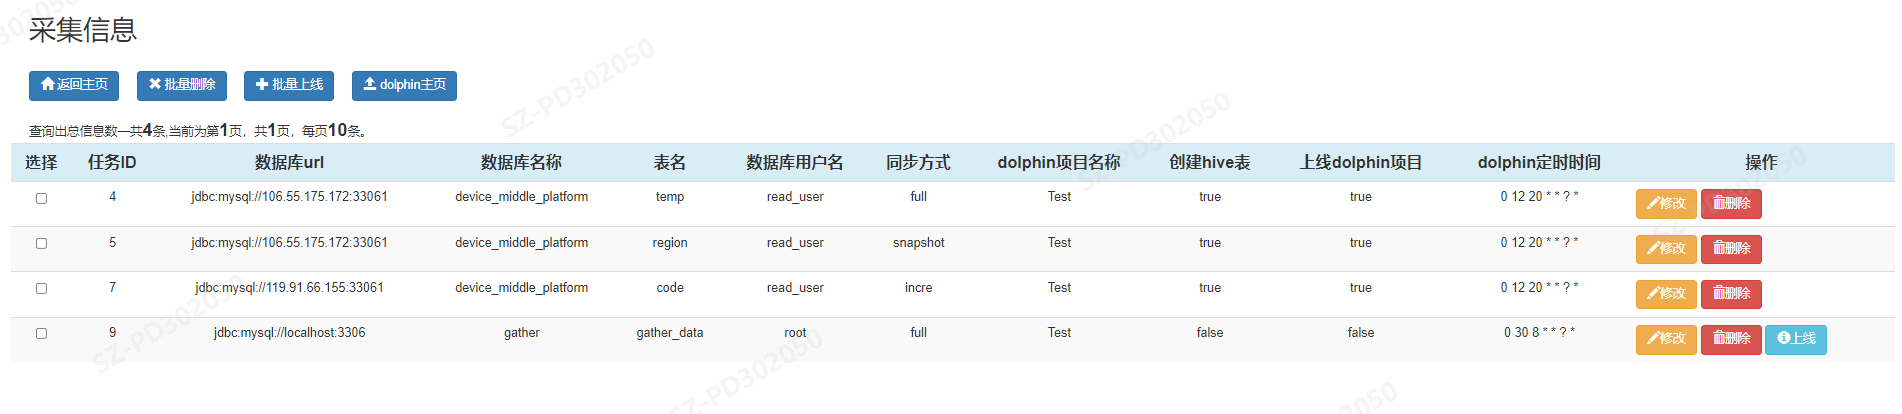 采集信息
返回主页 批量删除 批量上线 dolphin主页
查询出总信息数—共4条,当前为第1页，共1页，每页10条。
选择 任务ID 数据库url 数据库名称 表名 数据库用户名 同步方式 dolphin项目名称 创建hive表 上线dolphin项目 dolphin定时时间 操作
4 jdbc:mysql://106.55.175.172:33061 device_middle_platform temp read_user full Test true true 0 12 20 * * ? * 修改 删除
5 jdbc:mysql://106.55.175.172:33061 device_middle_platform region read_user snapshot Test true true 0 12 20 * * ? * 修改 删除
7 jdbc:mysql://119.91.66.155:33061 device_middle_platform code read_user incre Test true true 0 12 20 * * ? * 修改 删除
9 jdbc:mysql://localhost:3306 gather gather_data root full Test false false 0 30 8 * * ? * 修改 删除 上线
SZ-PD302050
SZ-PD302050
SZ-PD302050
SZ-PD302050
SZ-PD302050